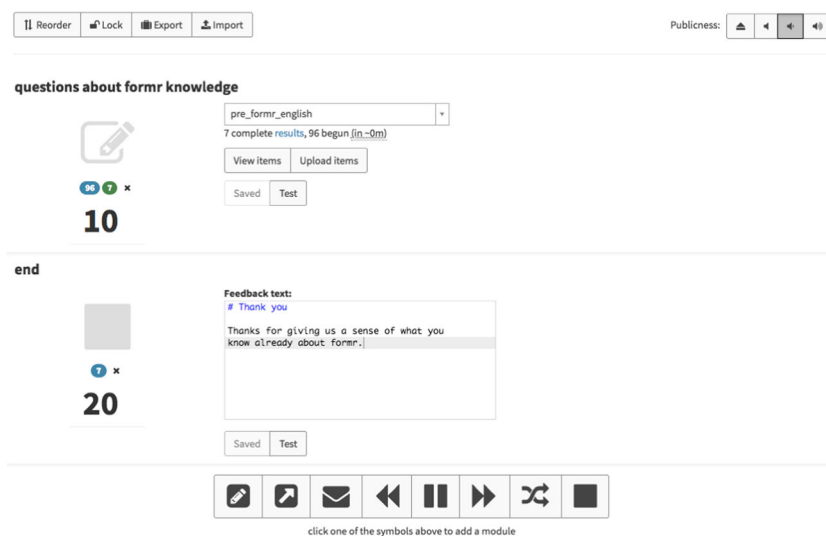 Reorder Lock Export Import Publicness:
questions about formr knowledge
pre_formr_english
7 complete results, 96 begun (in ~0m)
View items Upload items
96 7 ×
Saved Test
10
end
Feedback text:
# Thank you
Thanks for giving us a sense of what you
know already about formr.
7 ×
20
Saved Test
click one of the symbols above to add a module